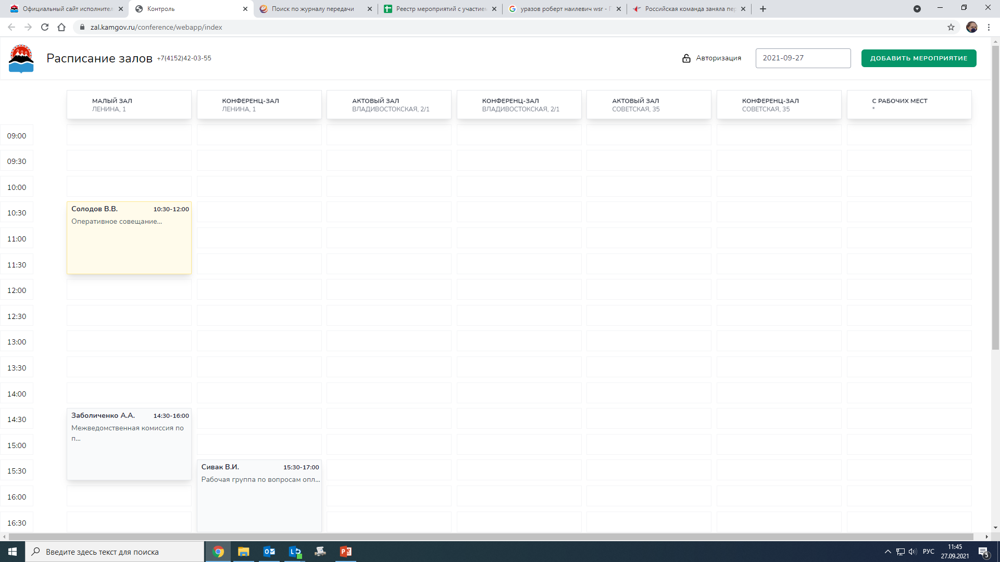 Официальный сайт исполнител
Контроль
Поиск по журналу передачи
Реестр мероприятий с участием
уразов роберт наилевич wsr - П
Российская команда заняла пер
zal.kamgov.ru/conference/webapp/index
Расписание залов +7(4152)42-03-55
Авторизация
2021-09-27
ДОБАВИТЬ МЕРОПРИЯТИЕ
МАЛЫЙ ЗАЛ
ЛЕНИНА, 1
КОНФЕРЕНЦ-ЗАЛ
ЛЕНИНА, 1
АКТОВЫЙ ЗАЛ
ВЛАДИВОСТОКСКАЯ, 2/1
КОНФЕРЕНЦ-ЗАЛ
ВЛАДИВОСТОКСКАЯ, 2/1
АКТОВЫЙ ЗАЛ
СОВЕТСКАЯ, 35
КОНФЕРЕНЦ-ЗАЛ
СОВЕТСКАЯ, 35
С РАБОЧИХ МЕСТ
*
09:00
09:30
10:00
10:30
Солодов В.В. 10:30-12:00
Оперативное совещание...
11:00
11:30
12:00
12:30
13:00
13:30
14:00
14:30
Заболиченко А.А. 14:30-16:00
Межведомственная комиссия по
п...
15:00
15:30
Сивак В.И. 15:30-17:00
Рабочая группа по вопросам опл...
16:00
16:30
Введите здесь текст для поиска
РУС
11:45
27.09.2021
5